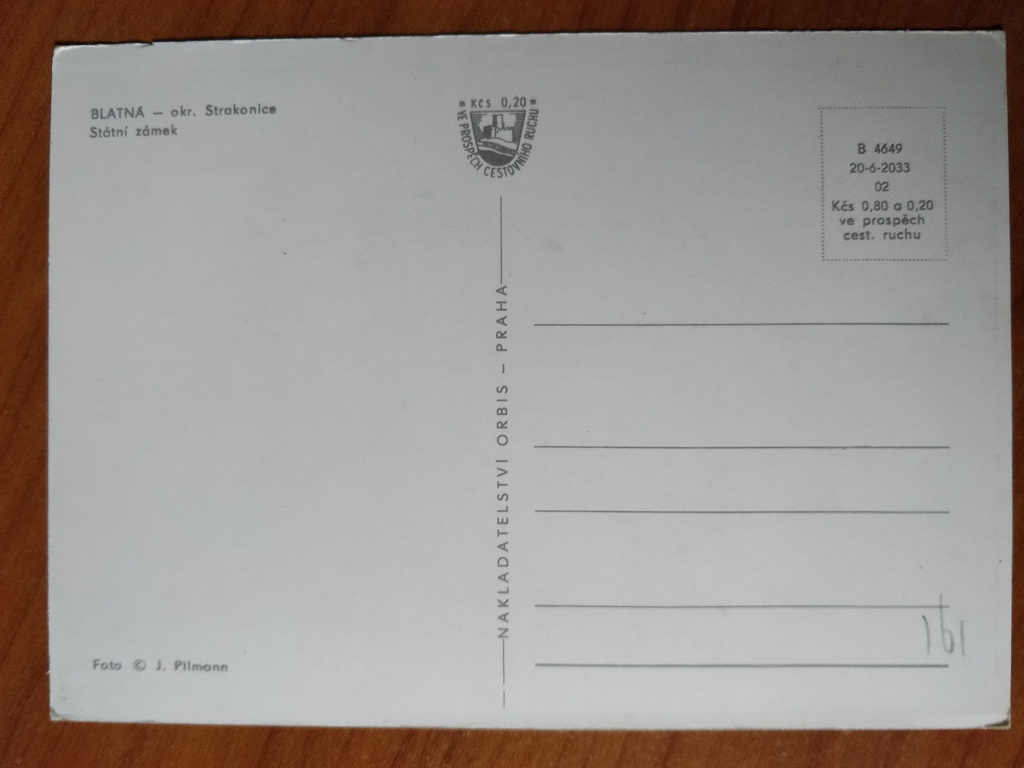 BLATNÁ — okr. Strakonice
Státní zámek
Kčs 0,20
VE PROSPĚCH CESTOVNÍHO RUCHU
B 4649
20-6-2033
02
Kčs 0,80 a 0,20
ve prospěch
cest. ruchu
NAKLADATELSTVÍ ORBIS – PRAHA
Foto © J. Pilmann
161